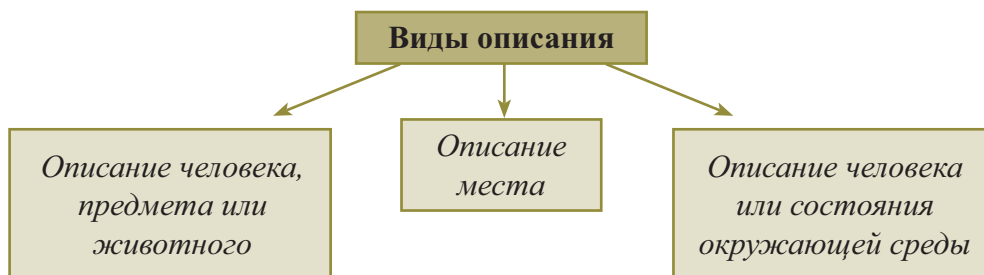 Виды описания
Описание человека,
предмета или
животного
Описание
места
Описание человека
или состояния
окружающей среды